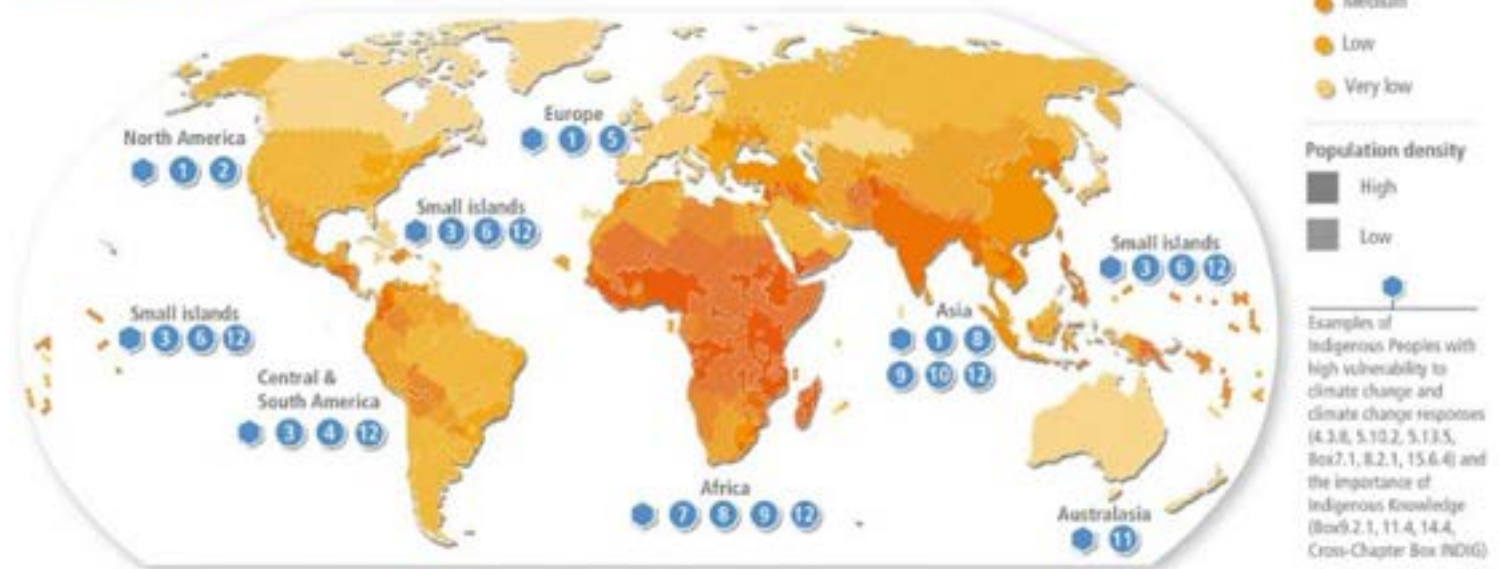 Medium
Low
Very low
Population density
High
Low
Examples of
Indigenous Peoples with
high vulnerability to
climate change and
climate change responses
(4.3.8, 5.10.2, 5.13.5,
Box7.1, 8.2.1, 15.6.4) and
the importance of
Indigenous Knowledge
(Box9.2.1, 11.4, 14.4,
Cross-Chapter Box INDIG)
North America
1 2
Europe
1 5
Small islands
3 6 12
Small islands
3 6 12
Small islands
3 6 12
Asia
1 8
9 10 12
Central &
South America
3 4 12
Africa
7 8 9 12
Australasia
11